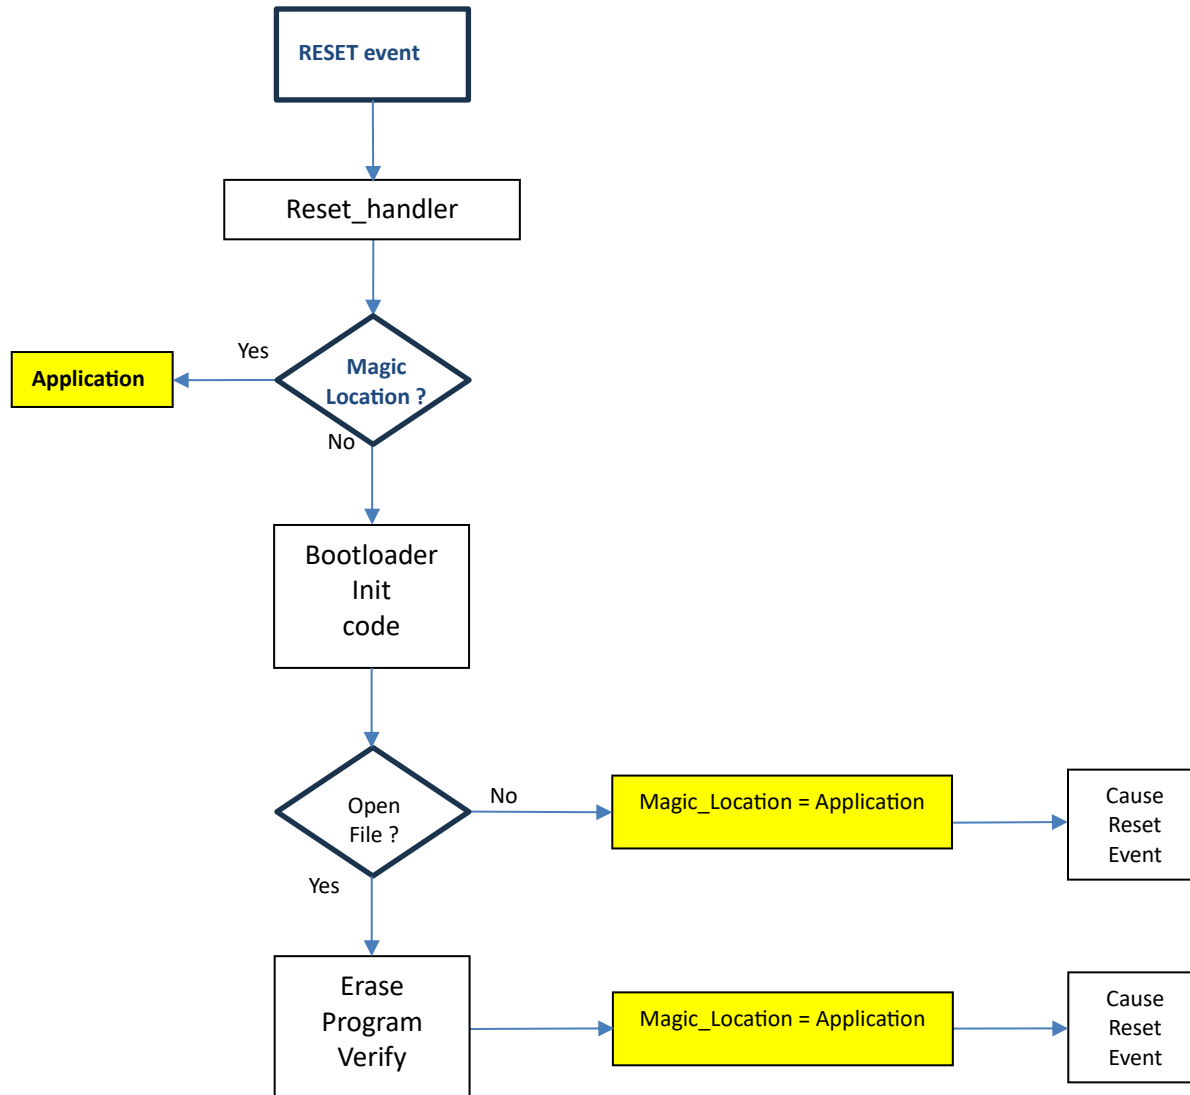 RESET event
Reset_handler
Yes
Application
Magic
Location ?
No
Bootloader
Init
code
Open
File ?
No
Magic_Location = Application
Cause
Reset
Event
Yes
Erase
Program
Verify
Magic_Location = Application
Cause
Reset
Event